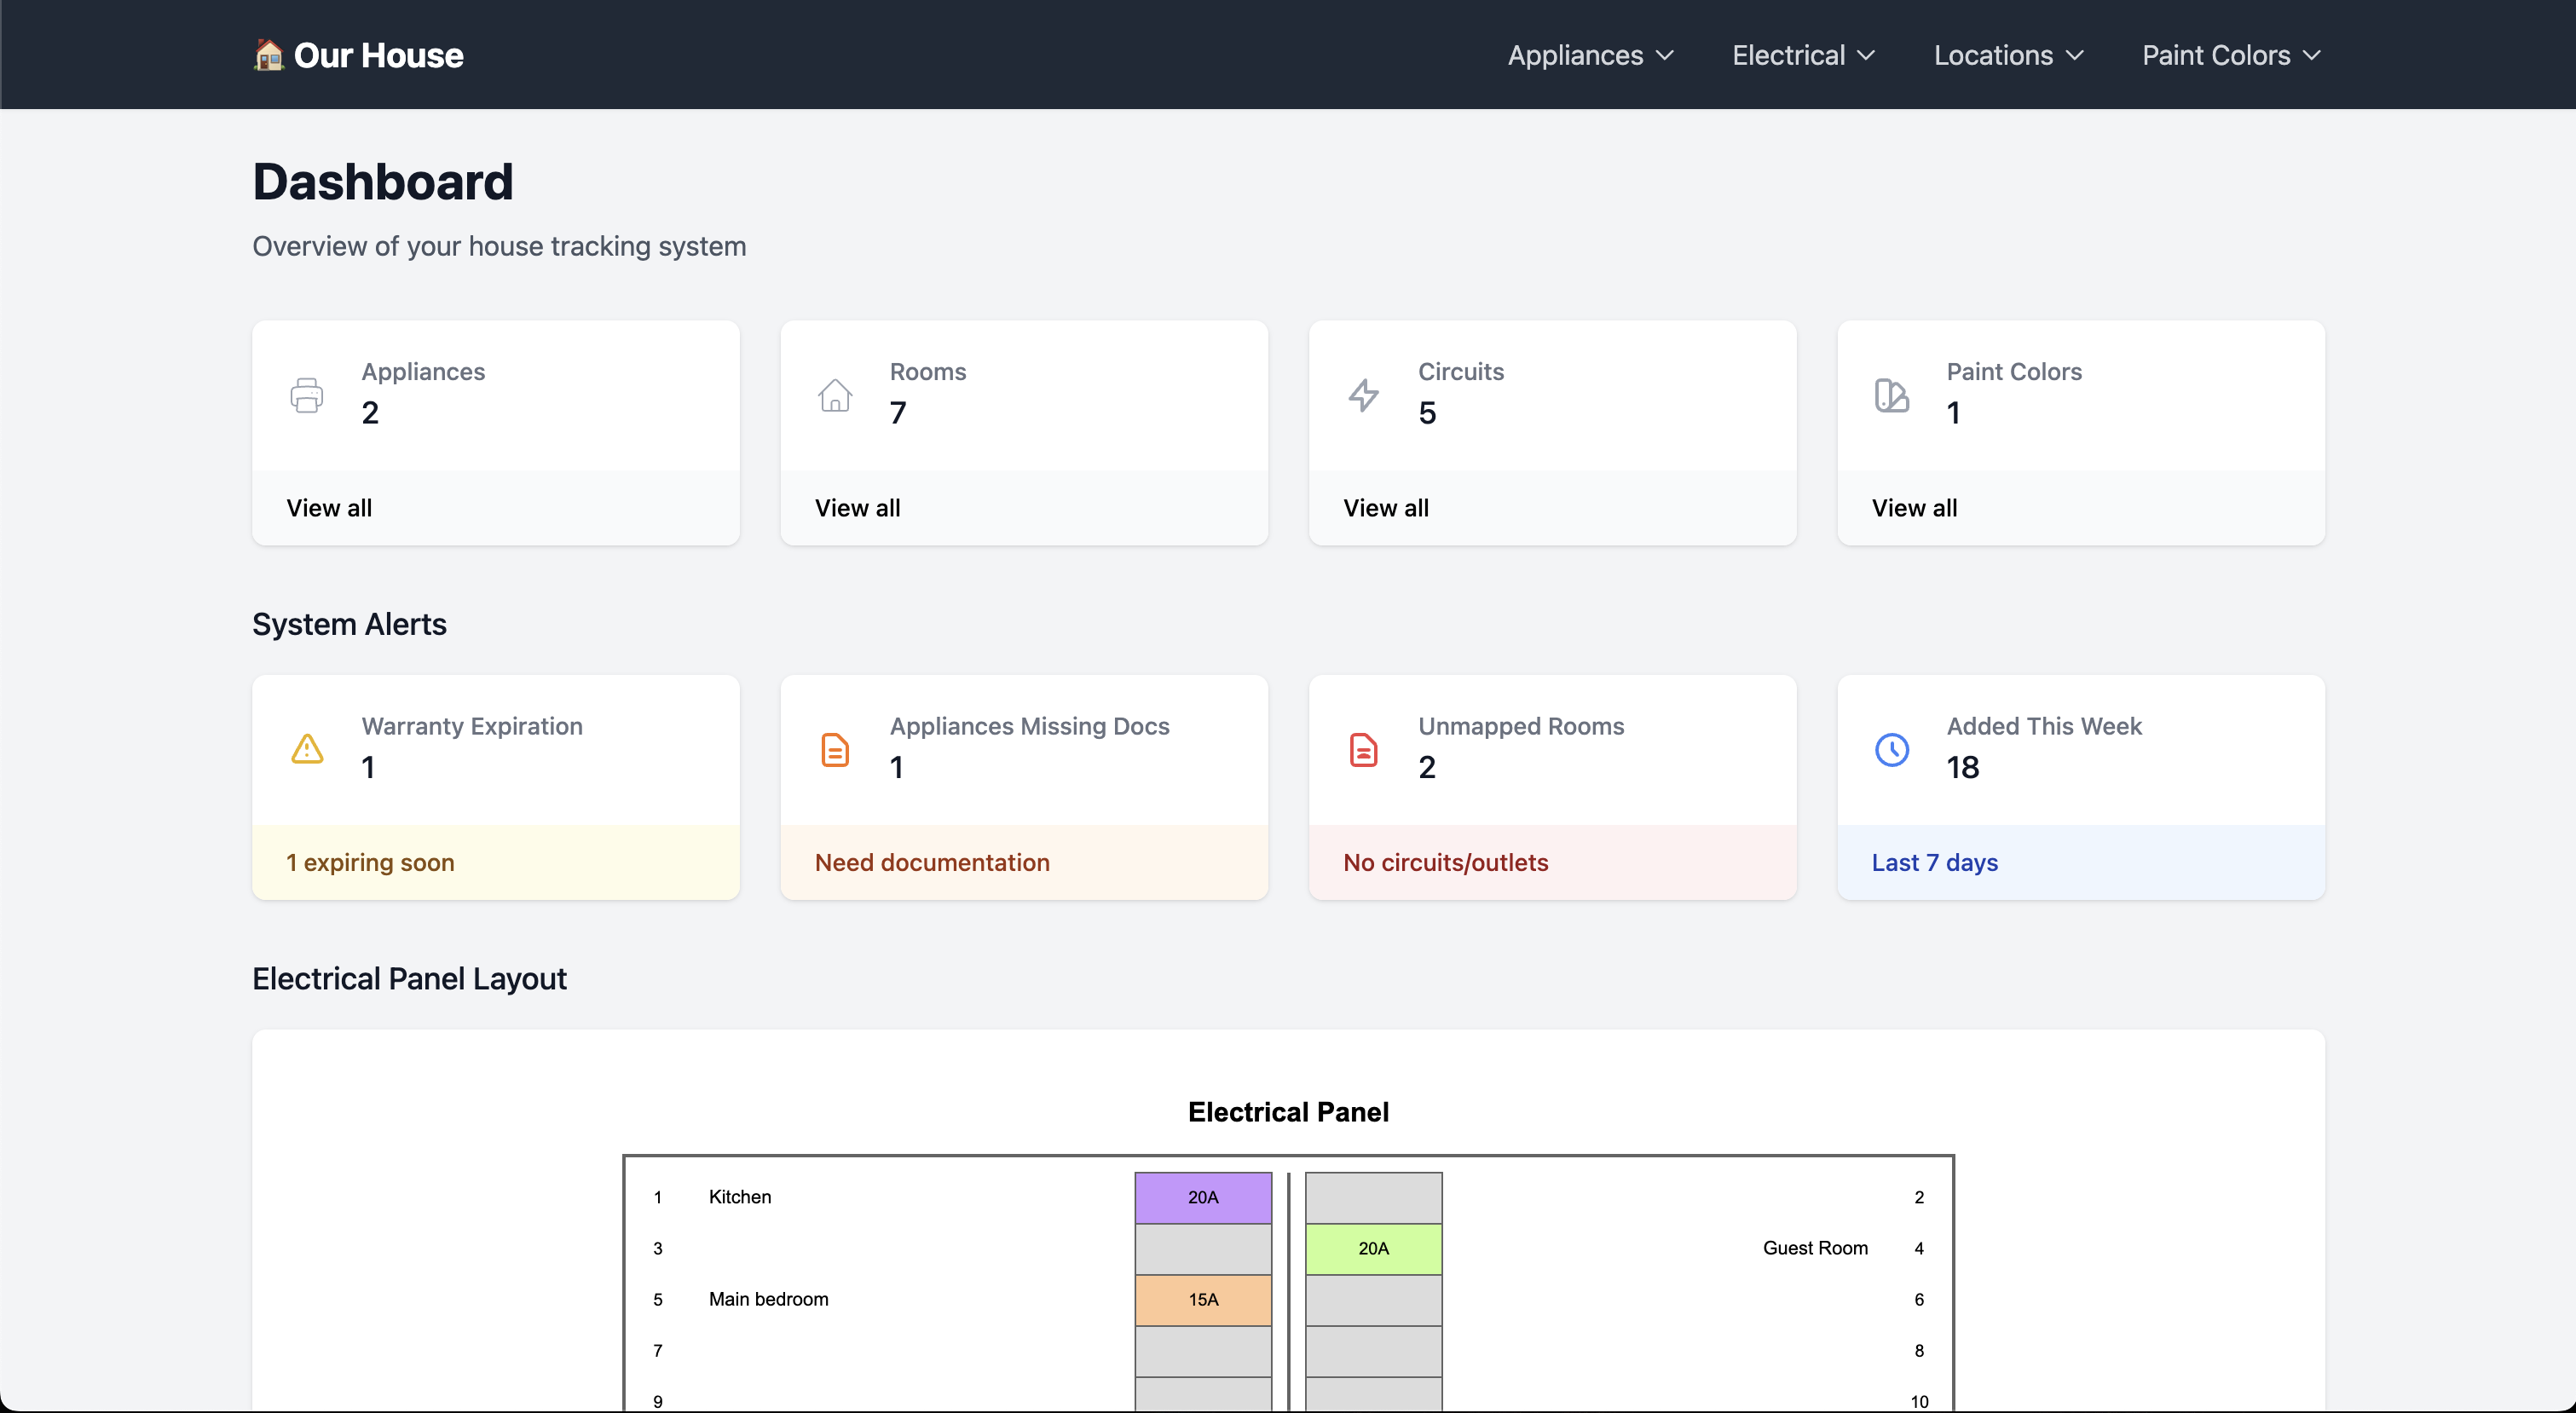 Our House
Appliances Electrical Locations Paint Colors
Dashboard
Overview of your house tracking system
Appliances
2
View all
Rooms
7
View all
Circuits
5
View all
Paint Colors
1
View all
System Alerts
Warranty Expiration
1
1 expiring soon
Appliances Missing Docs
1
Need documentation
Unmapped Rooms
2
No circuits/outlets
Added This Week
18
Last 7 days
Electrical Panel Layout
Electrical Panel
1 Kitchen 20A 2
3 20A Guest Room 4
5 Main bedroom 15A 6
7 8
9 10